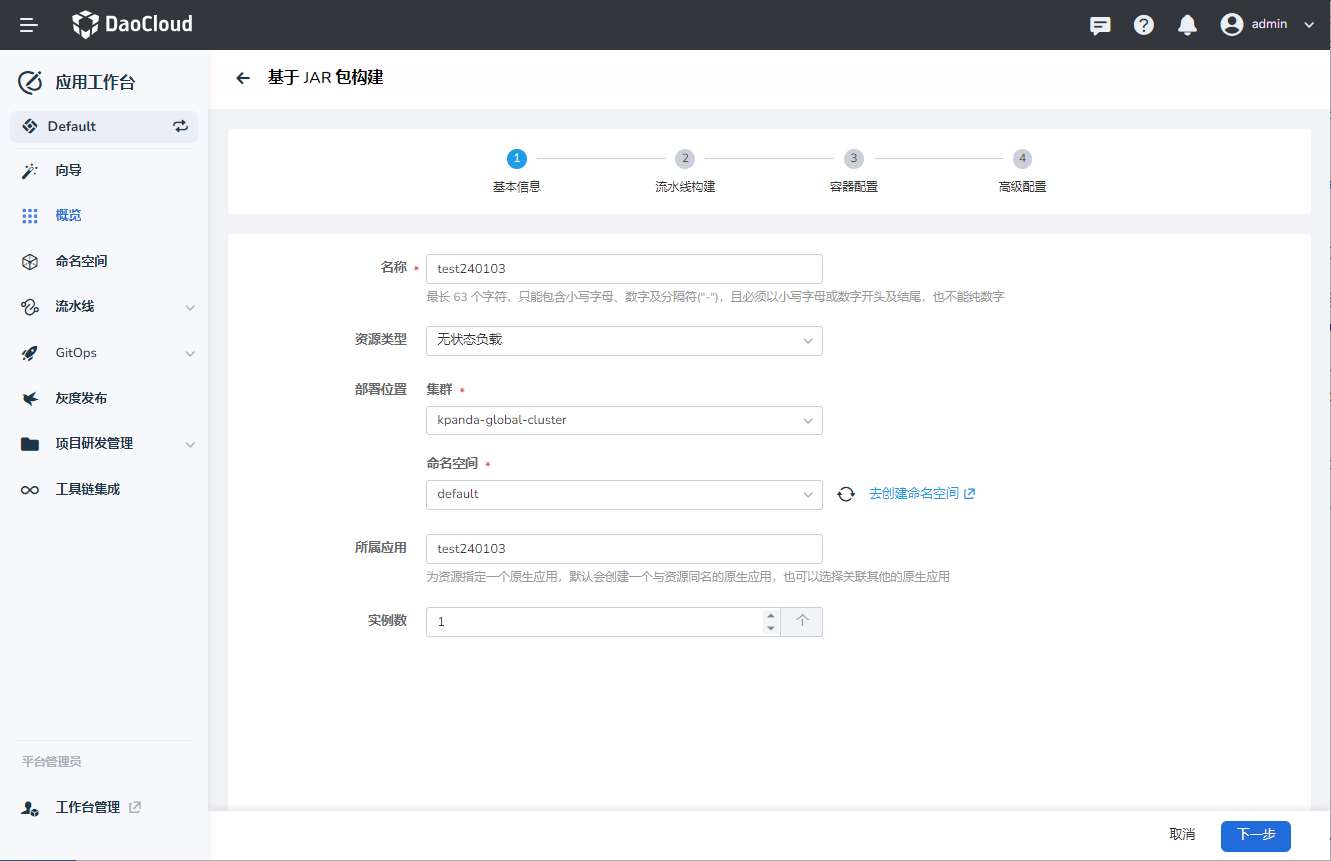 DaoCloud
admin
应用工作台
Default
向导
概览
命名空间
流水线
GitOps
灰度发布
项目研发管理
工具链集成
平台管理员
工作台管理
基于 JAR 包构建
1
2
3
4
基本信息
流水线构建
容器配置
高级配置
名称 *
test240103
最长 63 个字符，只能包含小写字母、数字及分隔符("-")，且必须以小写字母或数字开头及结尾，也不能纯数字
资源类型
无状态负载
部署位置
集群 *
kpanda-global-cluster
命名空间 *
default
去创建命名空间
所属应用
test240103
为资源指定一个原生应用，默认会创建一个与资源同名的原生应用，也可以选择关联其他的原生应用
实例数
1
个
取消
下一步